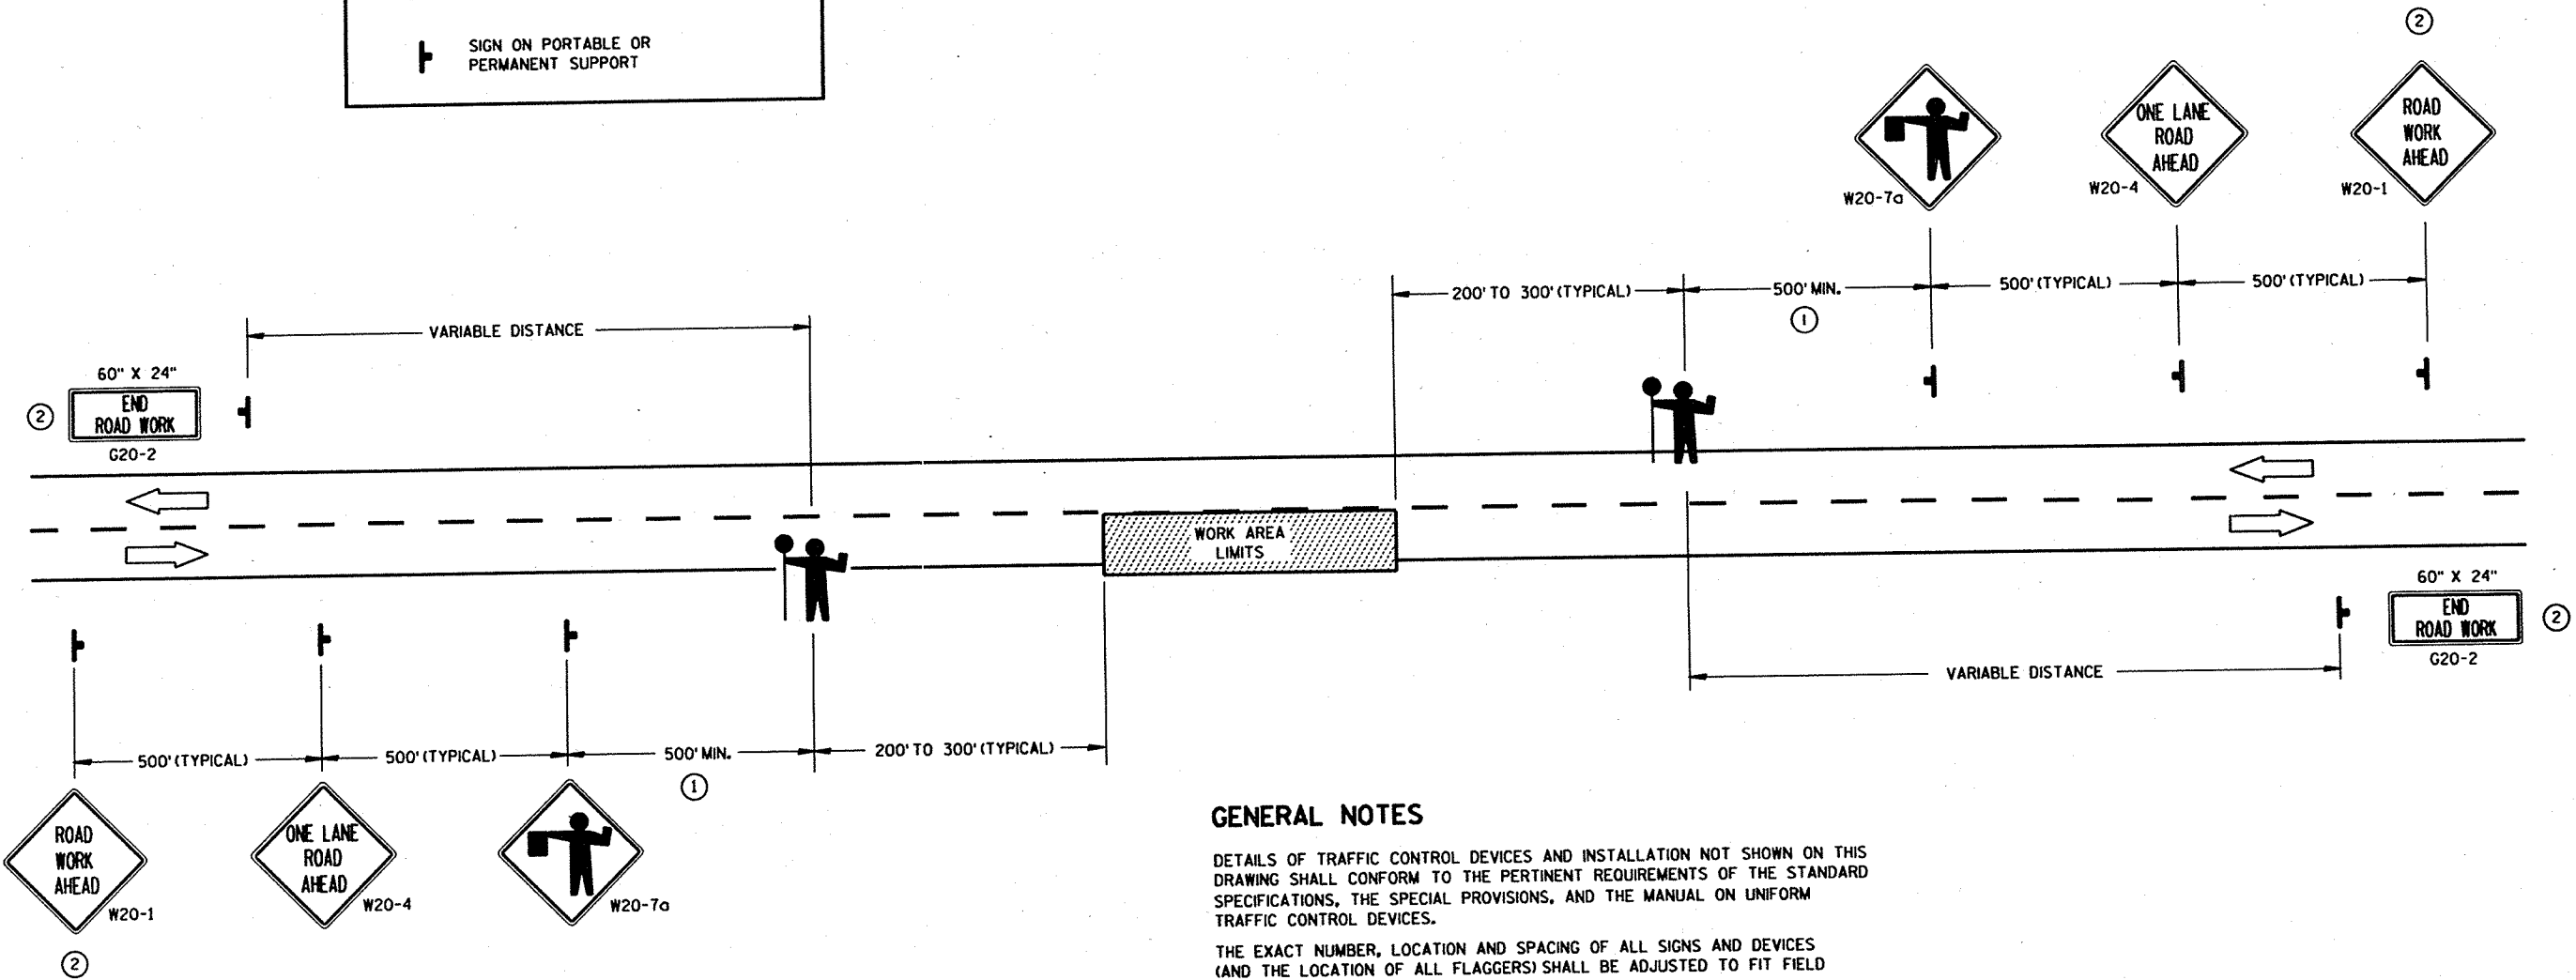 SIGN ON PORTABLE OR
PERMANENT SUPPORT
2
ONE LANE
ROAD
AHEAD
W20-4
ROAD
WORK
AHEAD
W20-1
W20-7a
200' TO 300' (TYPICAL)
500' MIN.
500' (TYPICAL)
500' (TYPICAL)
1
VARIABLE DISTANCE
60" X 24"
2
END
ROAD WORK
G20-2
WORK AREA
LIMITS
60" X 24"
END
ROAD WORK
2
G20-2
VARIABLE DISTANCE
500' (TYPICAL)
500' (TYPICAL)
500' MIN.
200' TO 300' (TYPICAL)
1
ROAD
WORK
AHEAD
W20-1
2
ONE LANE
ROAD
AHEAD
W20-4
W20-7a
GENERAL NOTES
DETAILS OF TRAFFIC CONTROL DEVICES AND INSTALLATION NOT SHOWN ON THIS
DRAWING SHALL CONFORM TO THE PERTINENT REQUIREMENTS OF THE STANDARD
SPECIFICATIONS, THE SPECIAL PROVISIONS, AND THE MANUAL ON UNIFORM
TRAFFIC CONTROL DEVICES.
THE EXACT NUMBER, LOCATION AND SPACING OF ALL SIGNS AND DEVICES
(AND THE LOCATION OF ALL FLAGGERS) SHALL BE ADJUSTED TO FIT FIELD